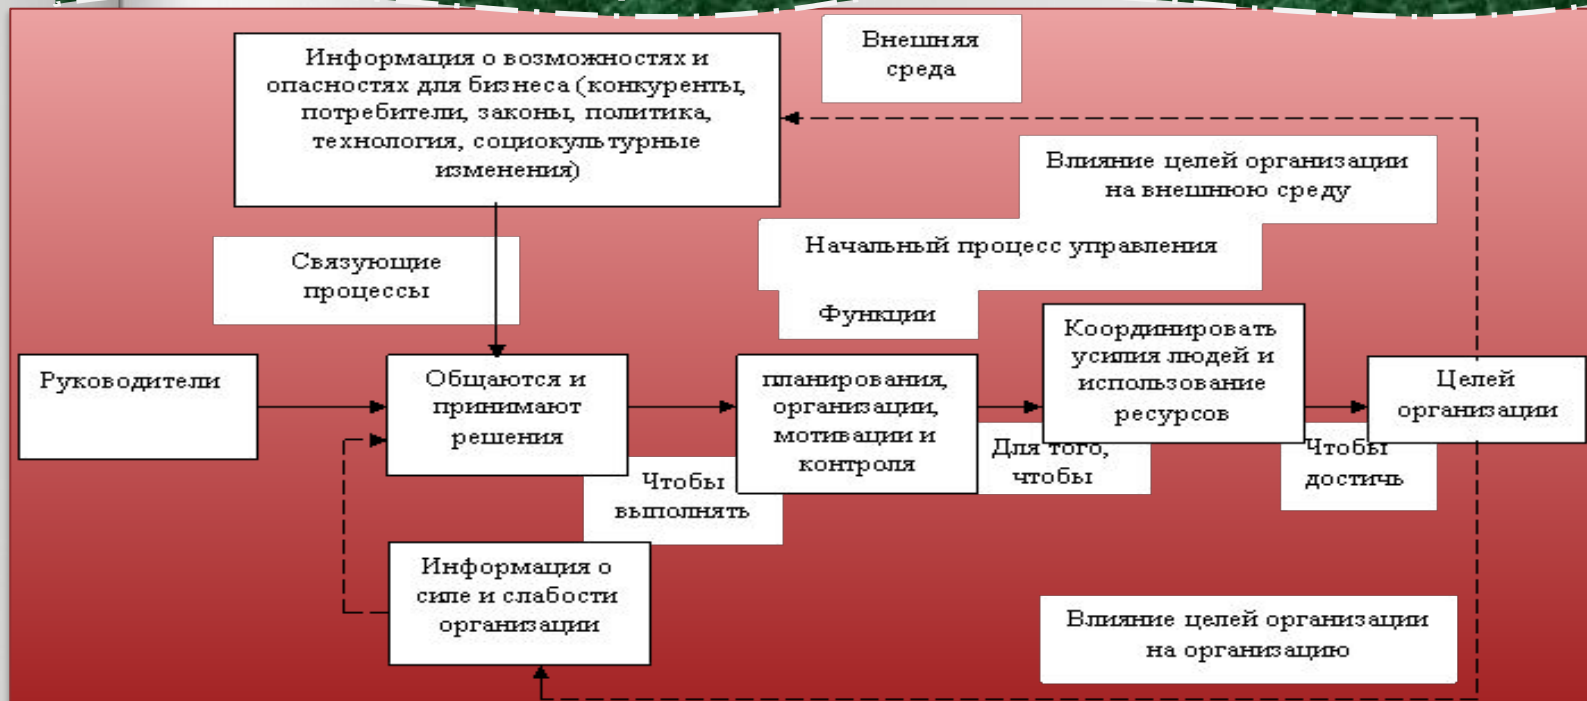 Информация о возможностях и
опасностях для бизнеса (конкуренты,
потребители, законы, политика,
технология, социокультурные
изменения)
Внешняя
среда
Влияние целей организации
на внешнюю среду
Начальный процесс управления
Связующие
процессы
Функции
Руководители
Общаются и
принимают
решения
планирования,
организации,
мотивации и
контроля
Координировать
усилия людей и
использование
ресурсов
Целей
организации
Чтобы
выполнять
Для того,
чтобы
Чтобы
достичь
Информация о
силе и слабости
организации
Влияние целей организации
на организацию